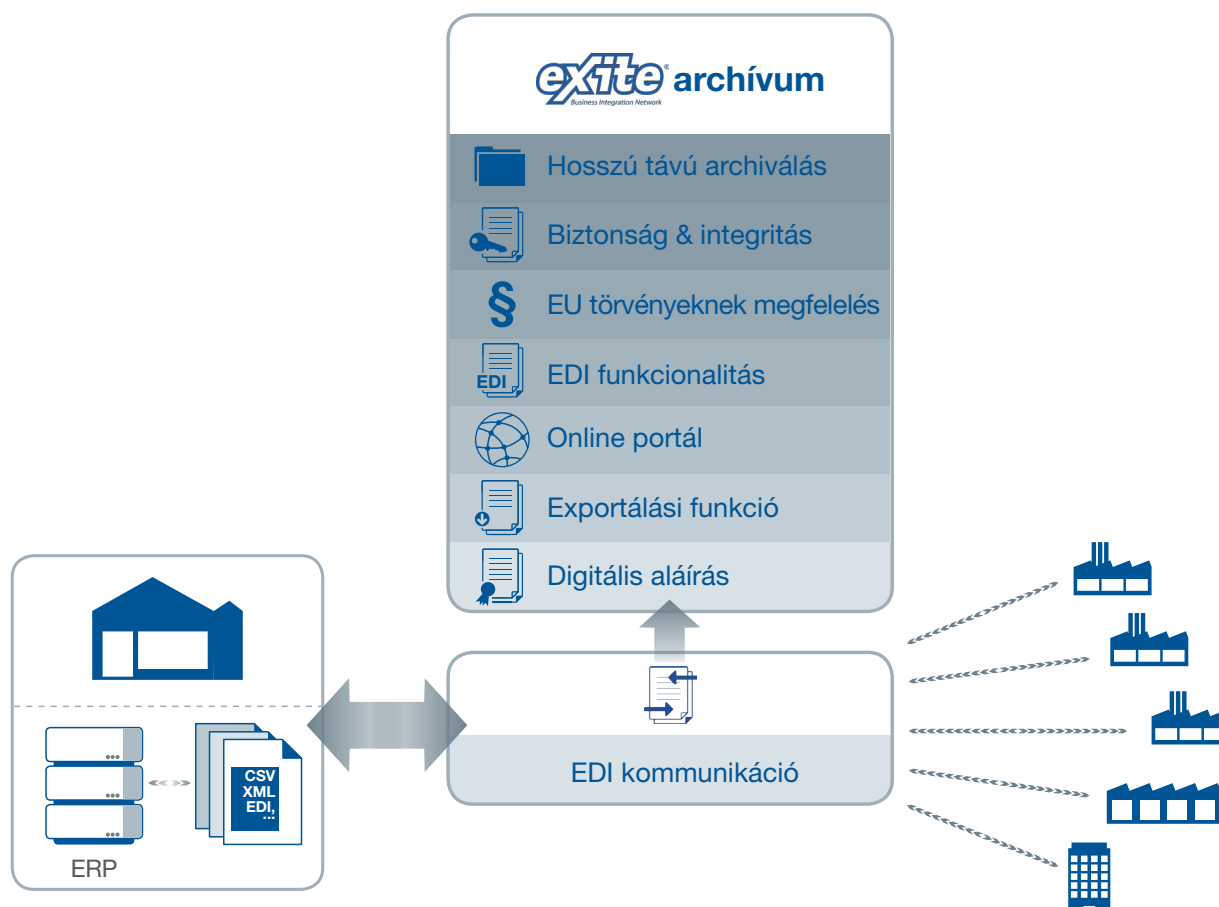 eXite® archívum
Business Integration Network
Hosszú távú archiválás
Biztonság & integritás
§ EU törvényeknek megfelelés
EDI
EDI funkcionalitás
Online portál
Exportálási funkció
Digitális aláírás
EDI kommunikáció
CSV
XML
EDI,
...
ERP